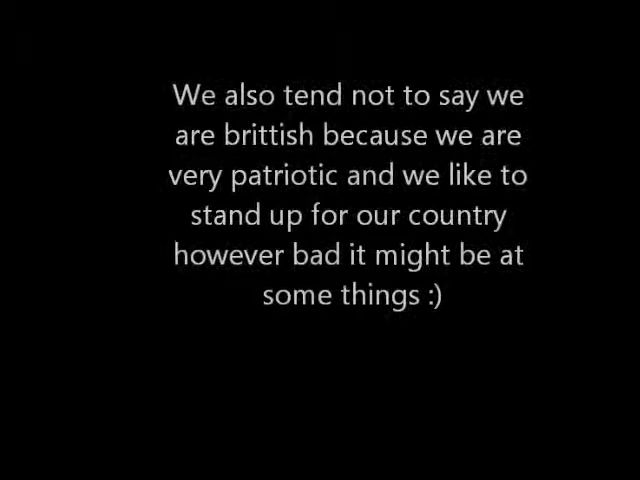 We also tend not to say we
are brittish because we are
very patriotic and we like to
stand up for our country
however bad it might be at
some things :)